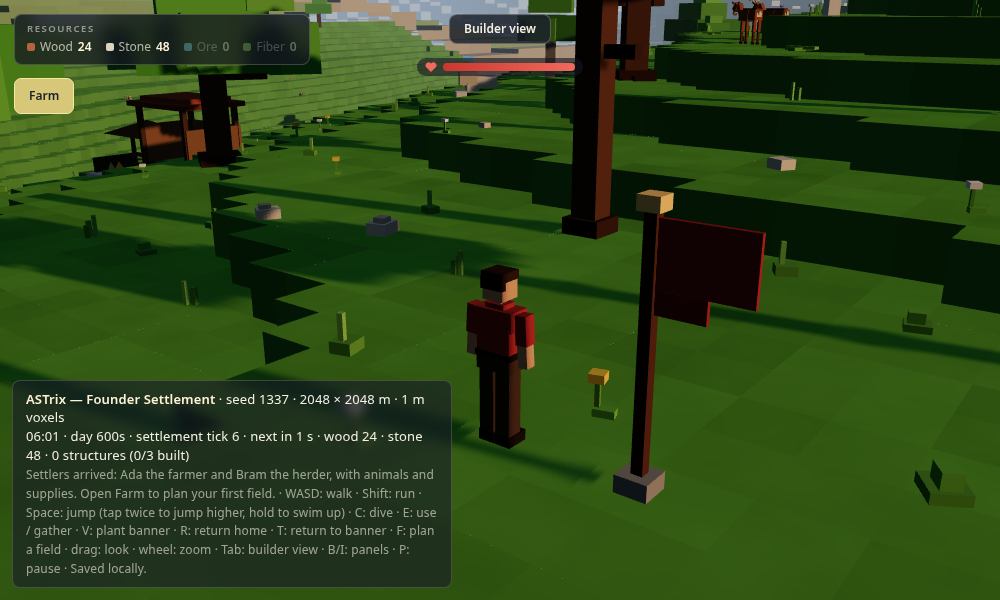 RESOURCES
Wood 24 Stone 48 Ore 0 Fiber 0
Builder view
Farm
ASTrix — Founder Settlement · seed 1337 · 2048 × 2048 m · 1 m
voxels
06:01 · day 600s · settlement tick 6 · next in 1 s · wood 24 · stone
48 · 0 structures (0/3 built)
Settlers arrived: Ada the farmer and Bram the herder, with animals and
supplies. Open Farm to plan your first field. · WASD: walk · Shift: run ·
Space: jump (tap twice to jump higher, hold to swim up) · C: dive · E: use
/ gather · V: plant banner · R: return home · T: return to banner · F: plan
a field · drag: look · wheel: zoom · Tab: builder view · B/I: panels · P:
pause · Saved locally.